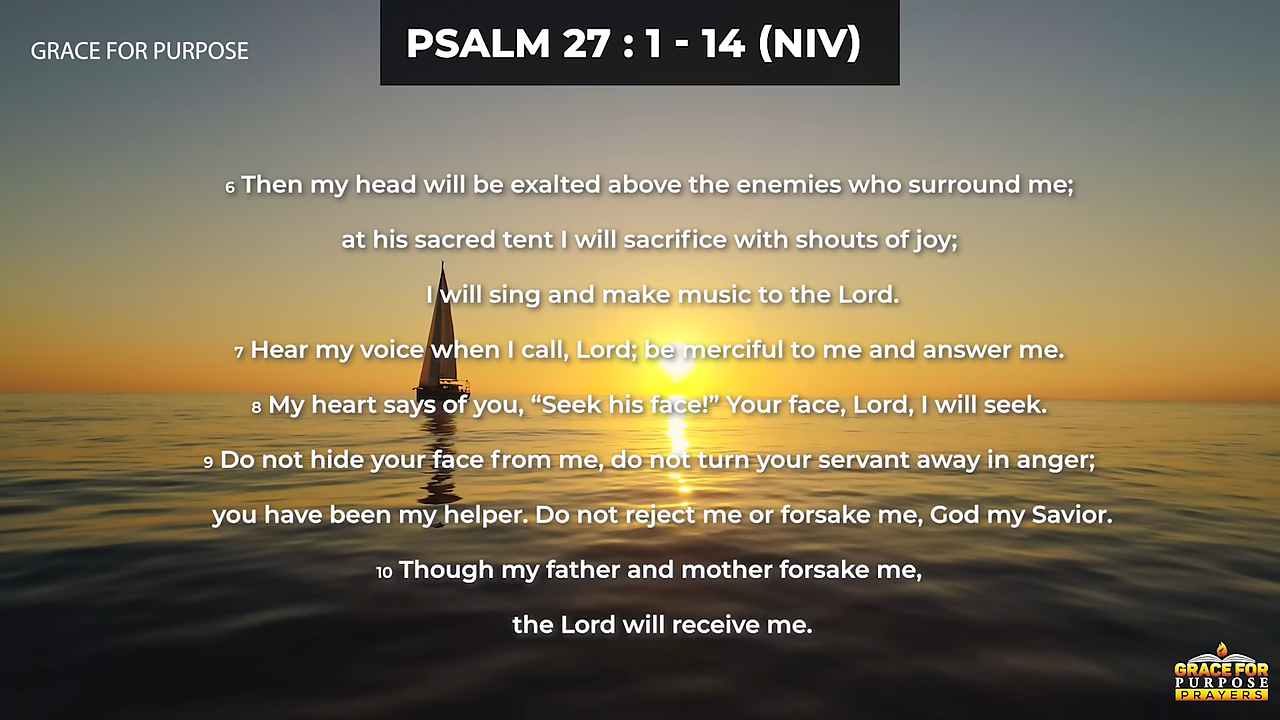 GRACE FOR PURPOSE
PSALM 27 : 1 - 14 (NIV)
6 Then my head will be exalted above the enemies who surround me;
at his sacred tent I will sacrifice with shouts of joy;
I will sing and make music to the Lord.
7 Hear my voice when I call, Lord; be merciful to me and answer me.
8 My heart says of you, “Seek his face!” Your face, Lord, I will seek.
9 Do not hide your face from me, do not turn your servant away in anger;
you have been my helper. Do not reject me or forsake me, God my Savior.
10 Though my father and mother forsake me,
the Lord will receive me.
GRACE FOR
PURPOSE
PRAYERS